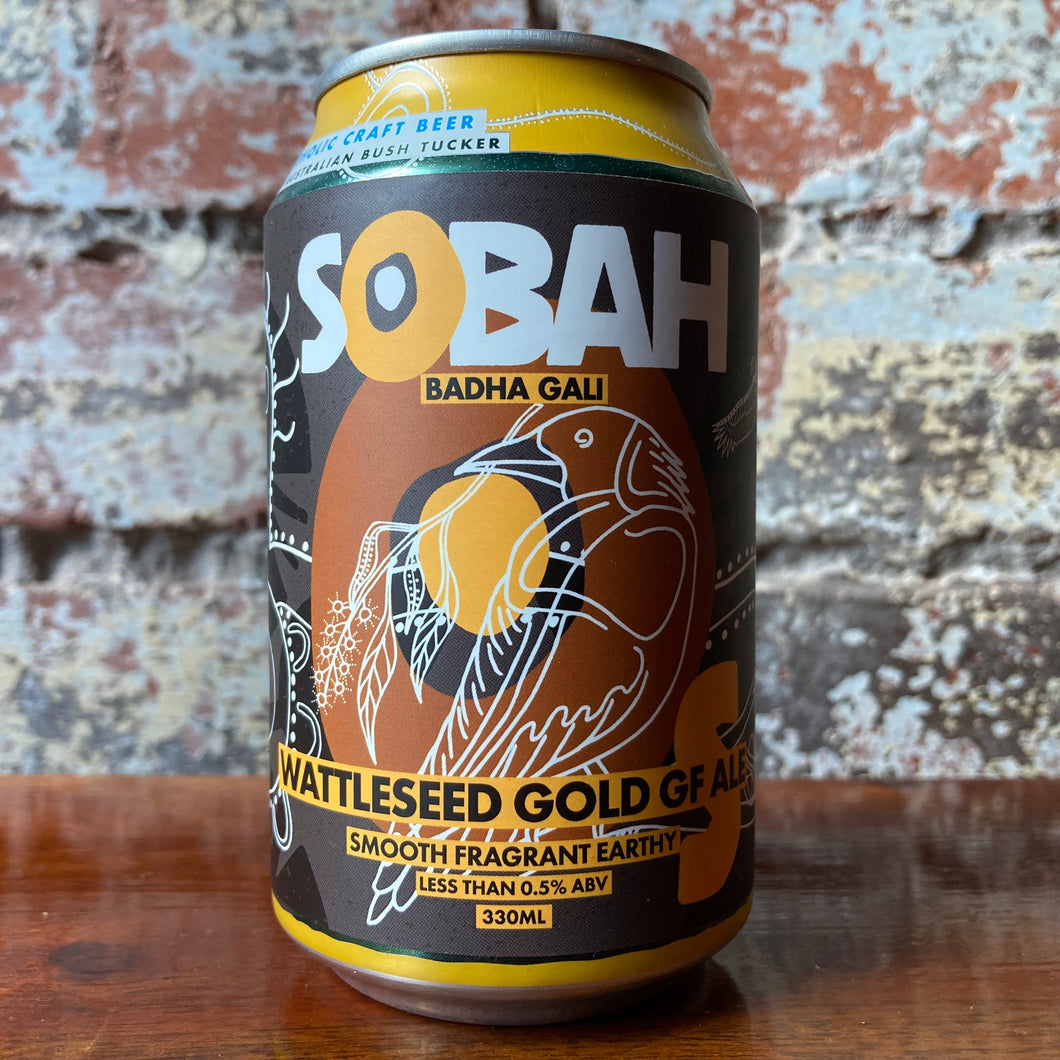 CRAFT BEER
AUSTRALIAN BUSH TUCKER
SOBAH
BADHA GALI
WATTLESEED GOLD GF ALE
SMOOTH FRAGRANT EARTHY
LESS THAN 0.5% ABV
330ML
S